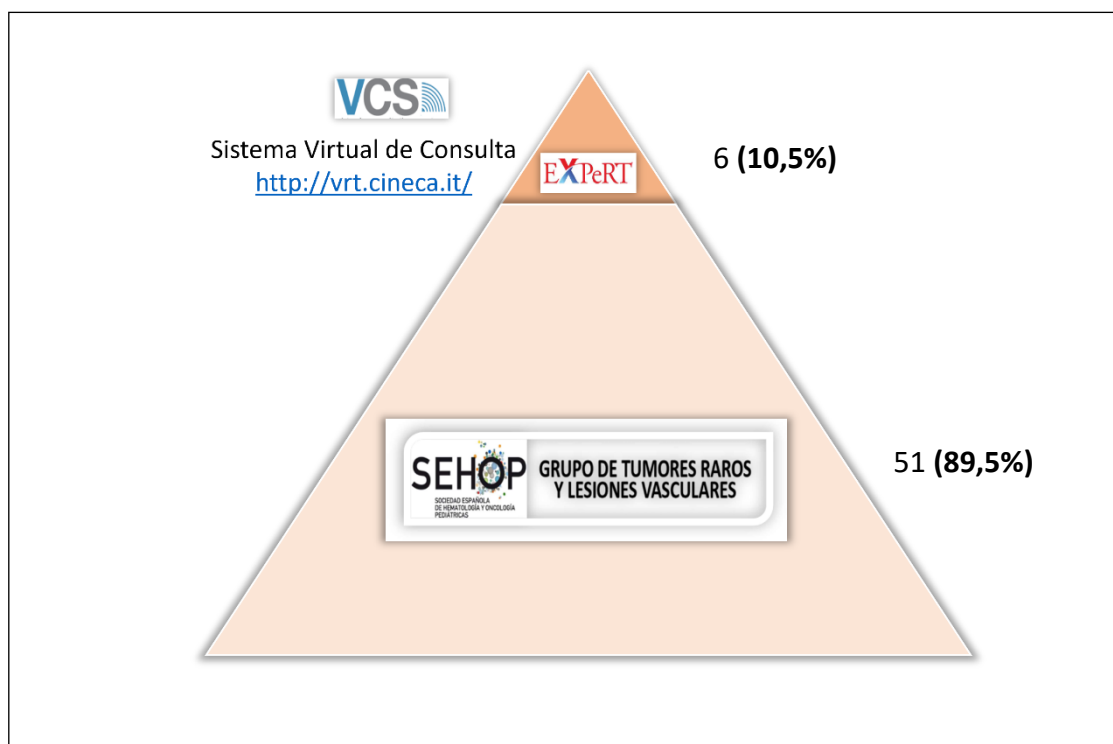 VCS
Sistema Virtual de Consulta
http://vrt.cineca.it/
EXPeRT
6 (10,5%)
51 (89,5%)
SEHOP
SOCIEDAD ESPAÑOLA
DE HEMATOLOGÍA Y ONCOLOGÍA
PEDIÁTRICAS
GRUPO DE TUMORES RAROS
Y LESIONES VASCULARES